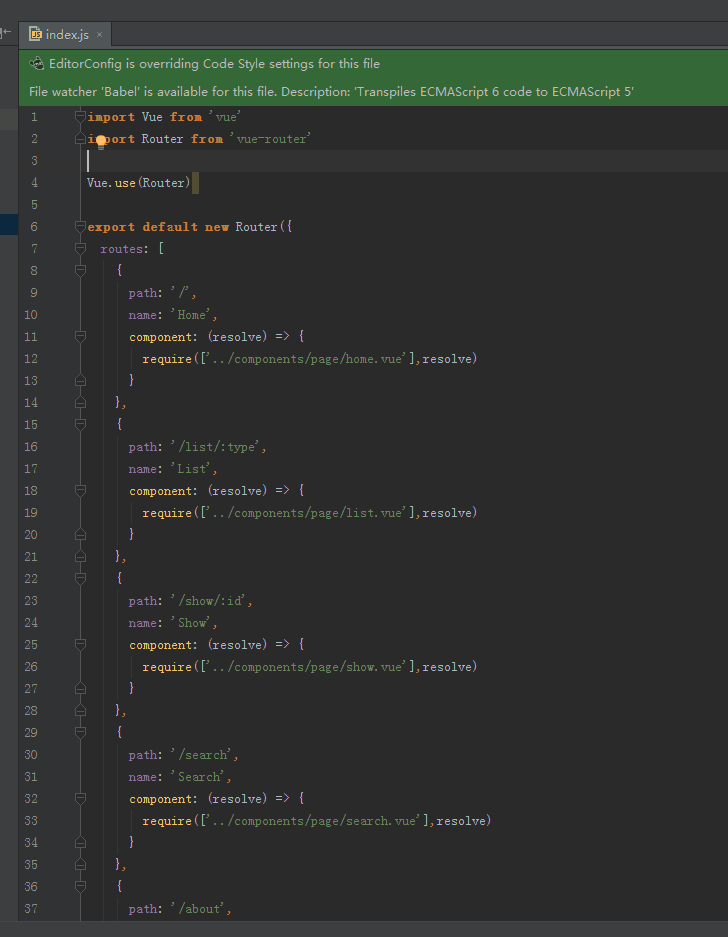 index.js
EditorConfig is overriding Code Style settings for this file
File watcher 'Babel' is available for this file. Description: 'Transpiles ECMAScript 6 code to ECMAScript 5'
1 import Vue from 'vue'
2 import Router from 'vue-router'
3
4 Vue.use(Router)
5
6 export default new Router({
7   routes: [
8     {
9       path: '/',
10       name: 'Home',
11       component: (resolve) => {
12         require(['../components/page/home.vue'],resolve)
13       }
14     },
15     {
16       path: '/list/:type',
17       name: 'List',
18       component: (resolve) => {
19         require(['../components/page/list.vue'],resolve)
20       }
21     },
22     {
23       path: '/show/:id',
24       name: 'Show',
25       component: (resolve) => {
26         require(['../components/page/show.vue'],resolve)
27       }
28     },
29     {
30       path: '/search',
31       name: 'Search',
32       component: (resolve) => {
33         require(['../components/page/search.vue'],resolve)
34       }
35     },
36     {
37       path: '/about',